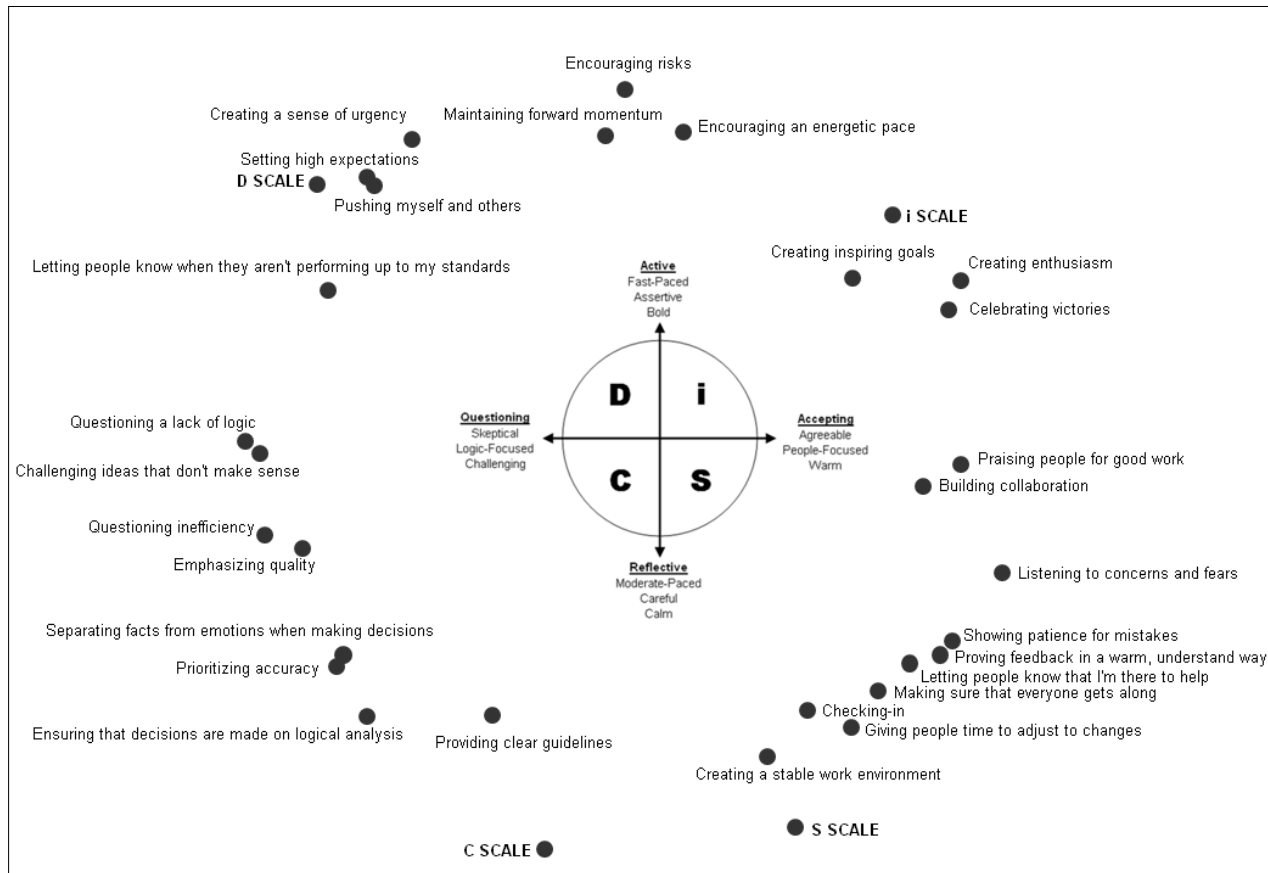 Encouraging risks
Creating a sense of urgency
Maintaining forward momentum
Encouraging an energetic pace
Setting high expectations
D SCALE
Pushing myself and others
i SCALE
Creating inspiring goals
Creating enthusiasm
Letting people know when they aren't performing up to my standards
Celebrating victories
Active
Fast-Paced
Assertive
Bold
D
i
Questioning
Skeptical
Logic-Focused
Challenging
Accepting
Agreeable
People-Focused
Warm
C
S
Questioning a lack of logic
Challenging ideas that don't make sense
Praising people for good work
Building collaboration
Questioning inefficiency
Emphasizing quality
Reflective
Moderate-Paced
Careful
Calm
Listening to concerns and fears
Separating facts from emotions when making decisions
Prioritizing accuracy
Showing patience for mistakes
Proving feedback in a warm, understand way
Letting people know that I'm there to help
Making sure that everyone gets along
Checking-in
Giving people time to adjust to changes
Ensuring that decisions are made on logical analysis
Providing clear guidelines
Creating a stable work environment
S SCALE
C SCALE